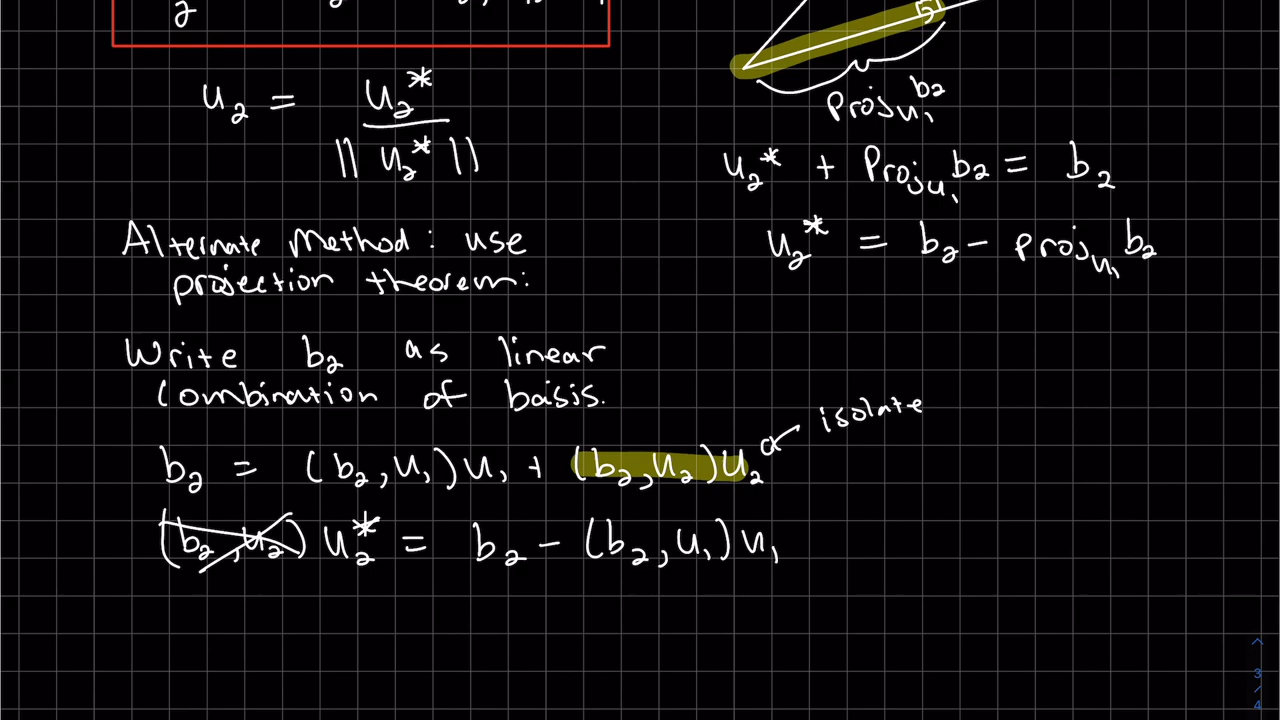 u₂ = u₂* / ||u₂*||
Proj_u₁ b₂
u₂* + Proj_u₁ b₂ = b₂
u₂* = b₂ - proj_u₁ b₂
Alternate Method: use
projection theorem:
Write b₂ as linear
combination of basis.
isolate
b₂ = (b₂, u₁)u₁ + (b₂, u₂)u₂
(b₂, u₂) u₂* = b₂ - (b₂, u₁)u₁
3/4